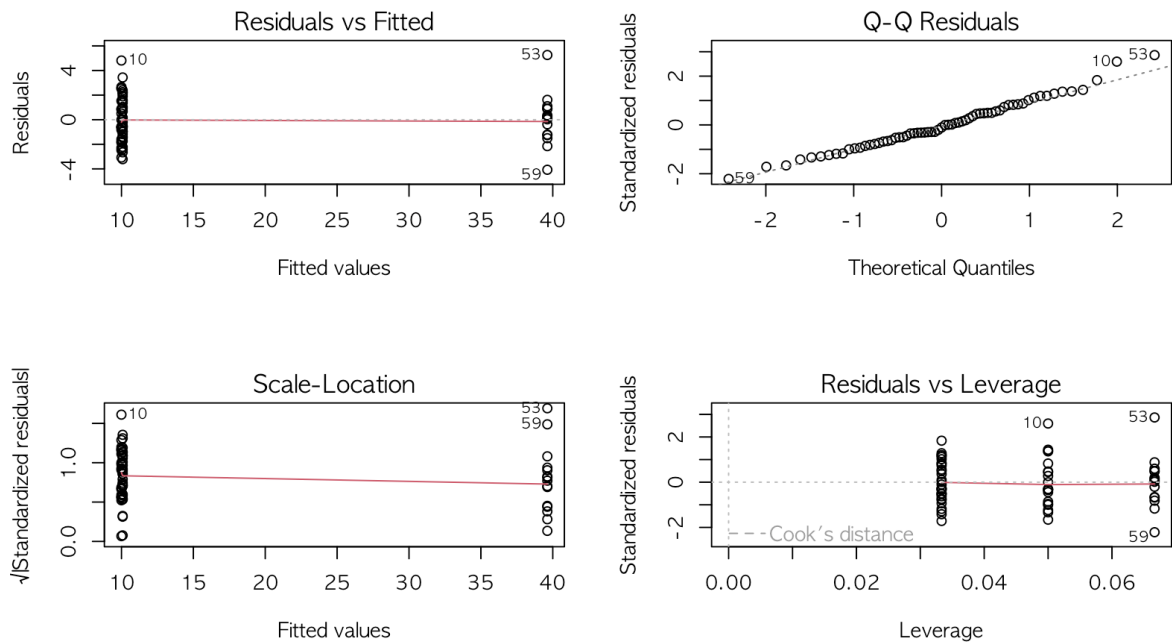 Residuals vs Fitted
Residuals
4
0
-4
10
53
59
10 15 20 25 30 35 40
Fitted values
Q-Q Residuals
Standardized residuals
2
0
-2
10
53
59
-2 -1 0 1 2
Theoretical Quantiles
Scale-Location
√|Standardized residuals|
1.0
0.0
10
53
59
10 15 20 25 30 35 40
Fitted values
Residuals vs Leverage
Standardized residuals
2
0
2
10
53
59
Cook's distance
0.00 0.02 0.04 0.06
Leverage